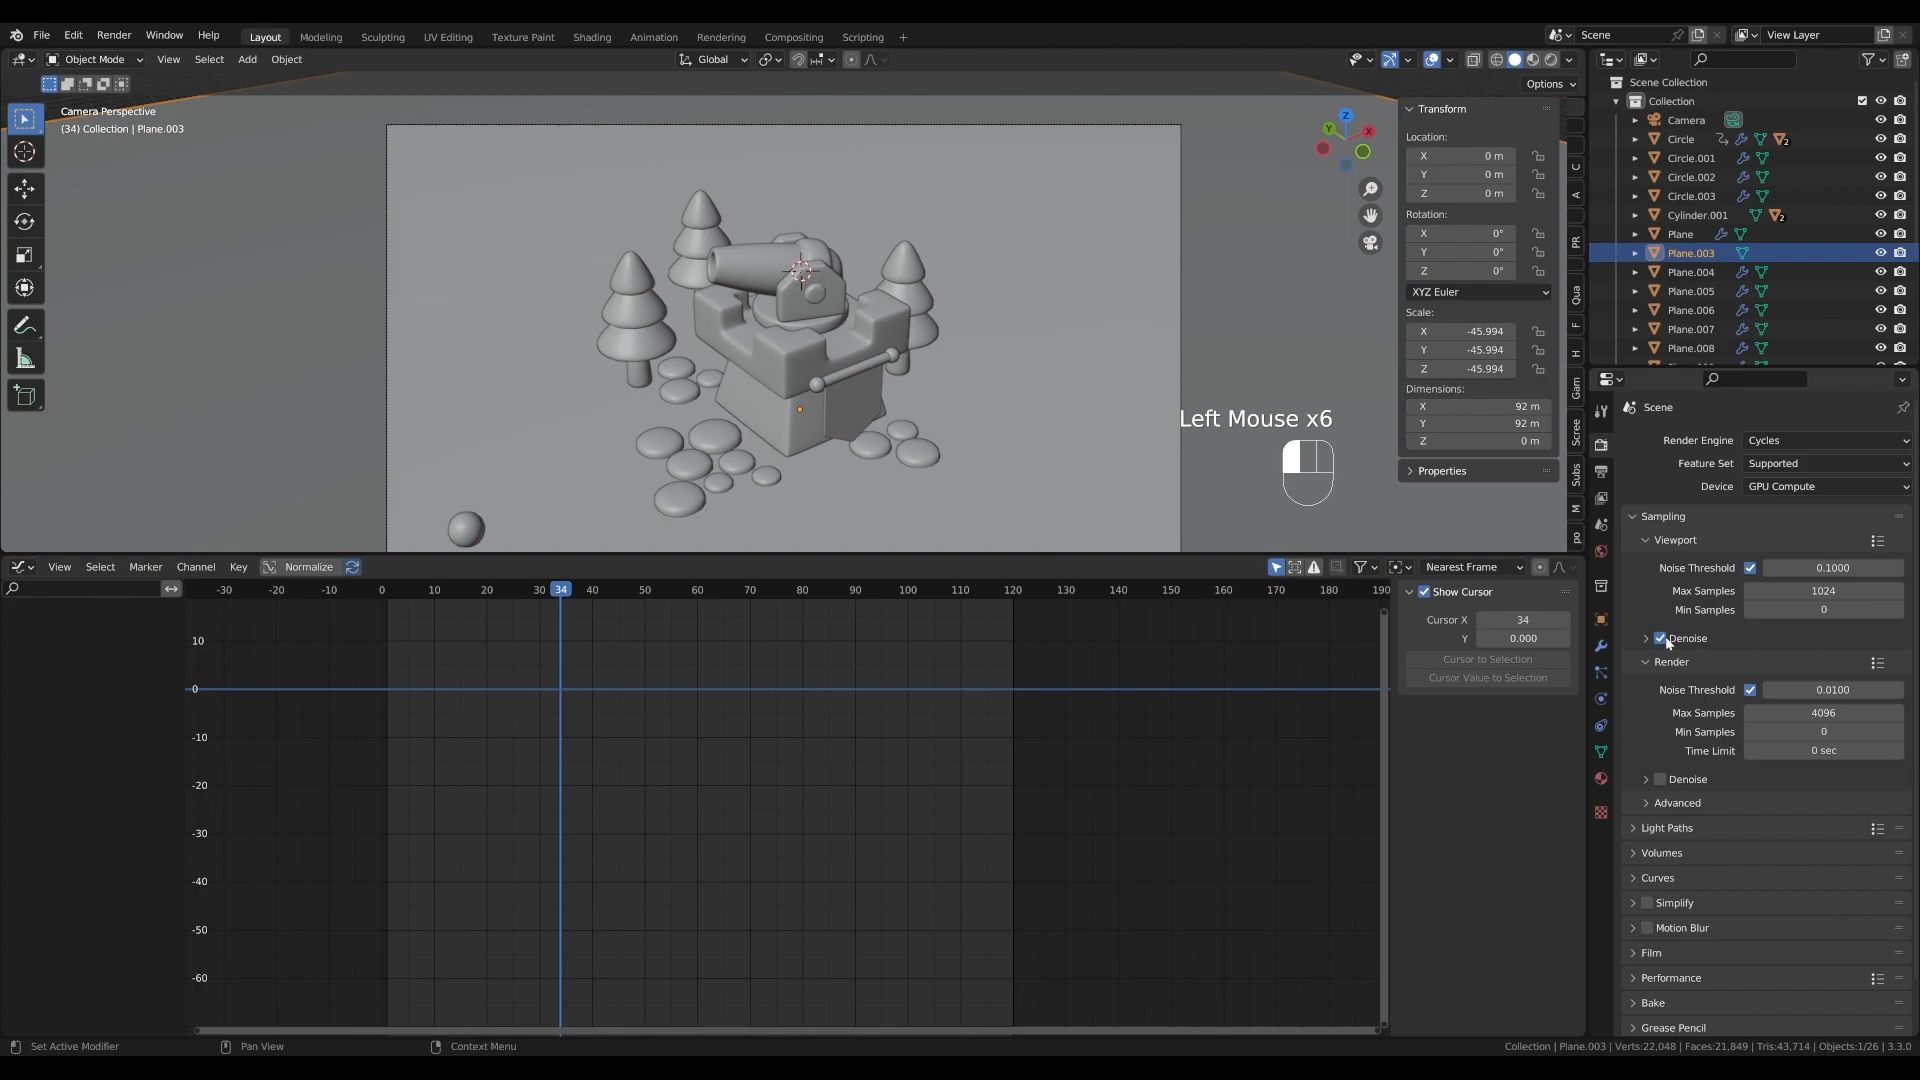 File Edit Render Window Help Layout Modeling Sculpting UV Editing Texture Paint Shading Animation Rendering Compositing Scripting + Scene View Layer
Object Mode View Select Add Object Global
Options
Camera Perspective
(34) Collection | Plane.003
Transform
Location:
X 0 m
Y 0 m
Z 0 m
Rotation:
X 0°
Y 0°
Z 0°
XYZ Euler
Scale:
X -45.994
Y -45.994
Z -45.994
Dimensions:
X 92 m
Y 92 m
Z 0 m
Properties
Z
Y
X
C
A
PR
Qua
F
H
Gam
Scree
Subs
M
po
Left Mouse x6
Scene Collection
Collection
Camera
Circle 2
Circle.001
Circle.002
Circle.003
Cylinder.001 2
Plane
Plane.003
Plane.004
Plane.005
Plane.006
Plane.007
Plane.008
Scene
Render Engine Cycles
Feature Set Supported
Device GPU Compute
Sampling
Viewport
Noise Threshold 0.1000
Max Samples 1024
Min Samples 0
Denoise
Render
Noise Threshold 0.0100
Max Samples 4096
Min Samples 0
Time Limit 0 sec
Denoise
Advanced
Light Paths
Volumes
Curves
Simplify
Motion Blur
Film
Performance
Bake
Grease Pencil
View Select Marker Channel Key Normalize Nearest Frame
-30 -20 -10 0 10 20 30 34 40 50 60 70 80 90 100 110 120 130 140 150 160 170 180 190
10
0
-10
-20
-30
-40
-50
-60
Show Cursor
Cursor X 34
Y 0.000
Cursor to Selection
Cursor Value to Selection
Set Active Modifier Pan View Context Menu Collection | Plane.003 | Verts:22,048 | Faces:21,849 | Tris:43,714 | Objects:1/26 | 3.3.0